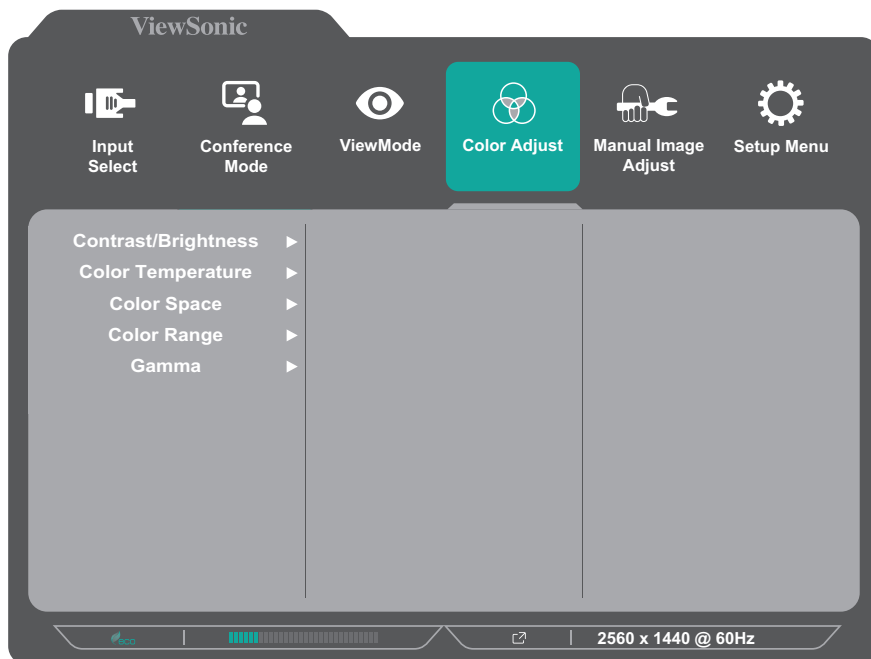 ViewSonic
Input
Select
Conference
Mode
ViewMode
Color Adjust
Manual Image
Adjust
Setup Menu
Contrast/Brightness
Color Temperature
Color Space
Color Range
Gamma
eco
2560 x 1440 @ 60Hz